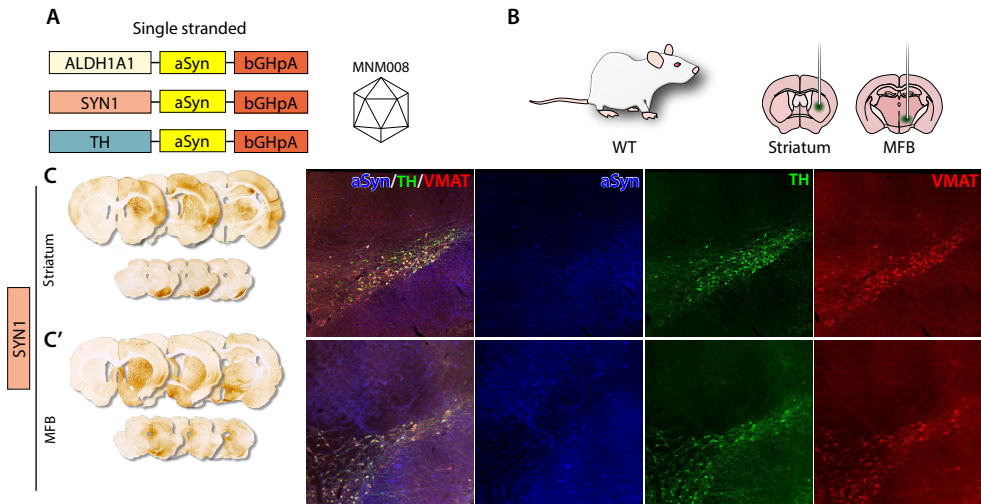 A
Single stranded
ALDH1A1 aSyn bGHpA
SYN1 aSyn bGHpA
TH aSyn bGHpA
MNM008
B
WT
Striatum
MFB
C
Striatum
C'
MFB
SYN1
aSyn/TH/VMAT
aSyn
TH
VMAT